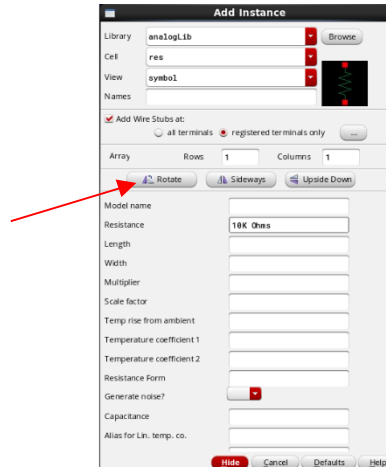 Add Instance
Library analogLib Browse
Cell res
View symbol
Names
Add Wire Stubs at:
all terminals registered terminals only ...
Array Rows 1 Columns 1
Rotate Sideways Upside Down
Model name
Resistance 10K Ohms
Length
Width
Multiplier
Scale factor
Temp rise from ambient
Temperature coefficient 1
Temperature coefficient 2
Resistance Form
Generate noise?
Capacitance
Alias for Lin. temp. co.
Hide Cancel Defaults Help